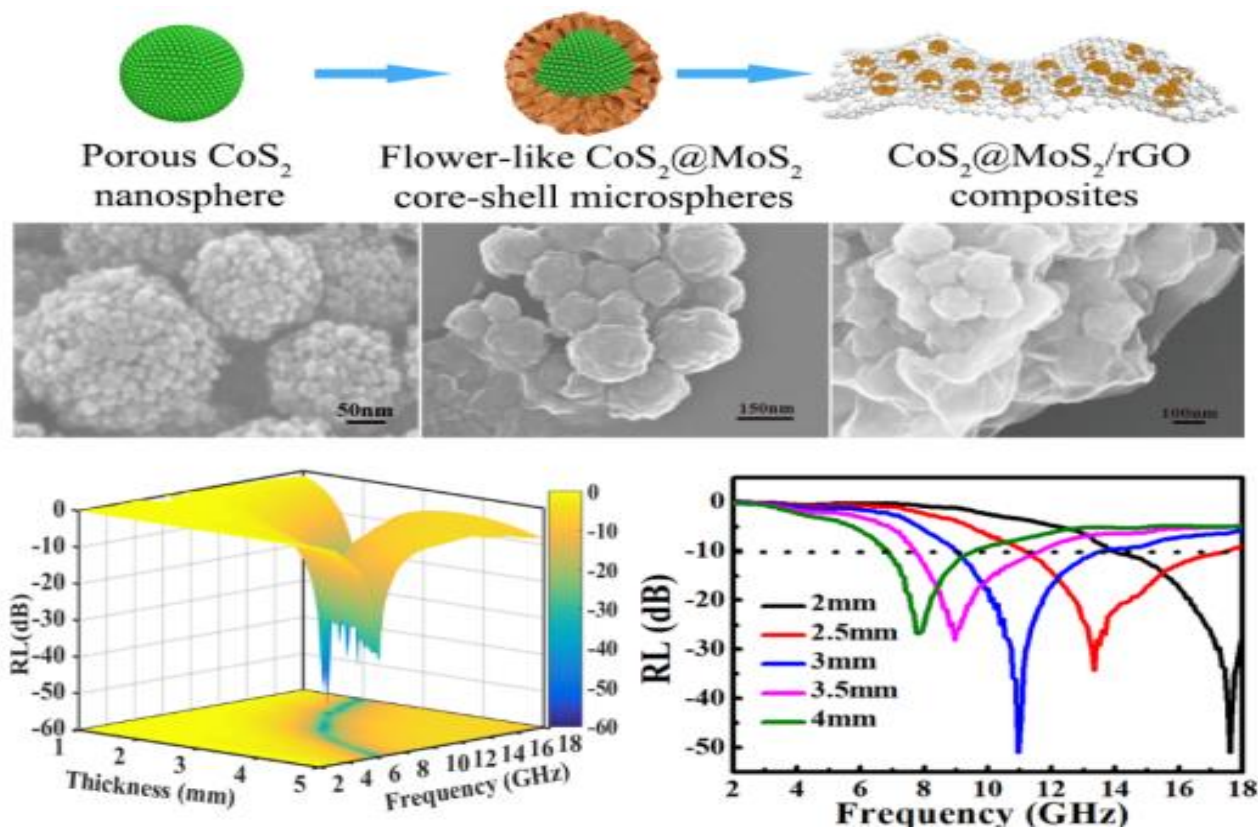 Porous CoS₂
nanosphere
Flower-like CoS₂@MoS₂
core-shell microspheres
CoS₂@MoS₂/rGO
composites
50nm
150nm
100nm
0
-10
-20
-30
-40
-50
-60
RL(dB)
1
2
3
4
5
Thickness (mm)
2
4
6
8
10
12
14
16
18
Frequency (GHz)
0
-10
-20
-30
-40
-50
-60
0
-10
-20
-30
-40
-50
RL (dB)
2mm
2.5mm
3mm
3.5mm
4mm
2 4 6 8 10 12 14 16 18
Frequency (GHz)